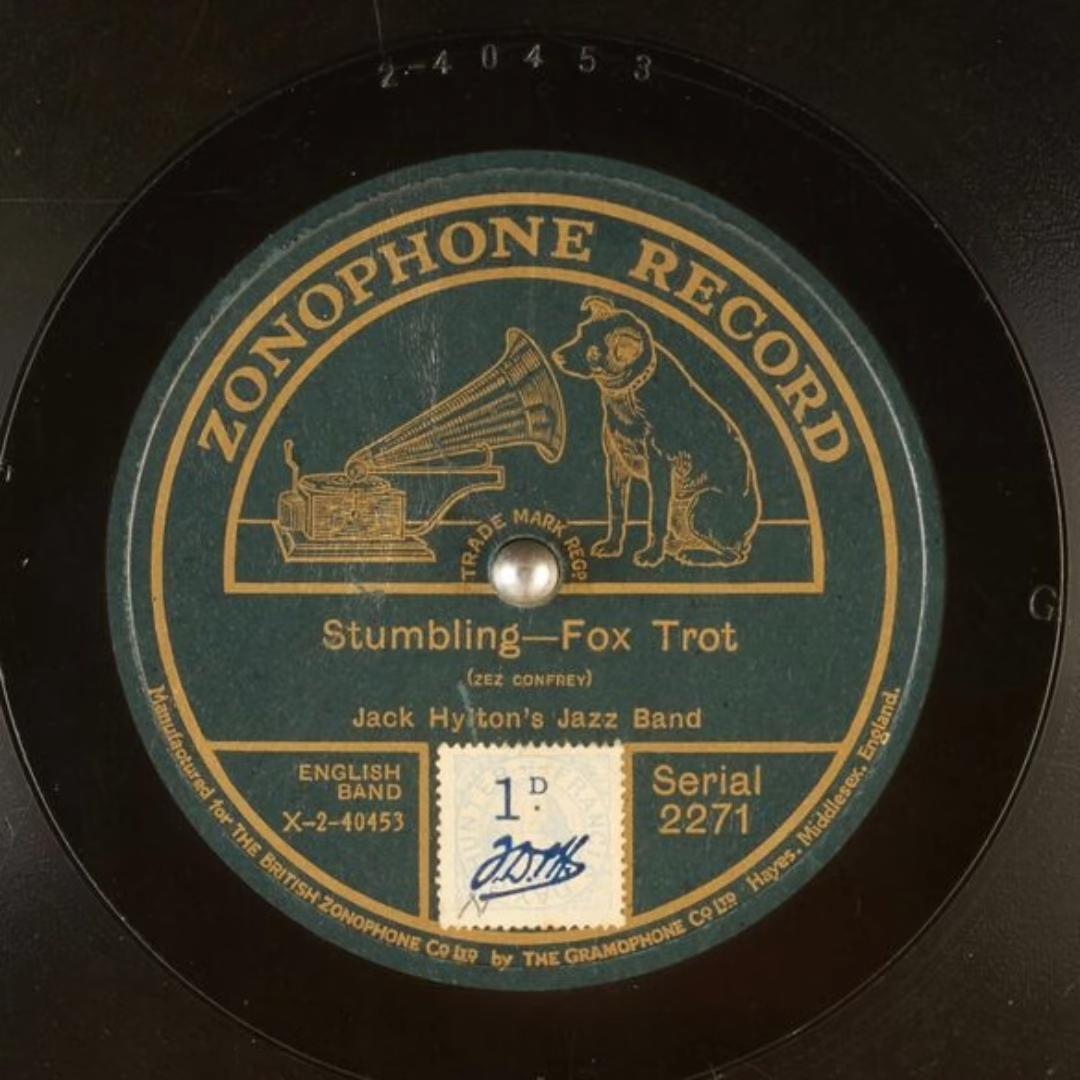 2-40453
ZONOPHONE RECORD
TRADE MARK REGD.
Stumbling—Fox Trot
(ZEZ CONFREY)
Jack Hylton's Jazz Band
ENGLISH
BAND
X-2-40453
1D.
Serial
2271
Manufactured for THE BRITISH ZONOPHONE Co LTD by THE GRAMOPHONE Co LTD Hayes, Middlesex, England.
G